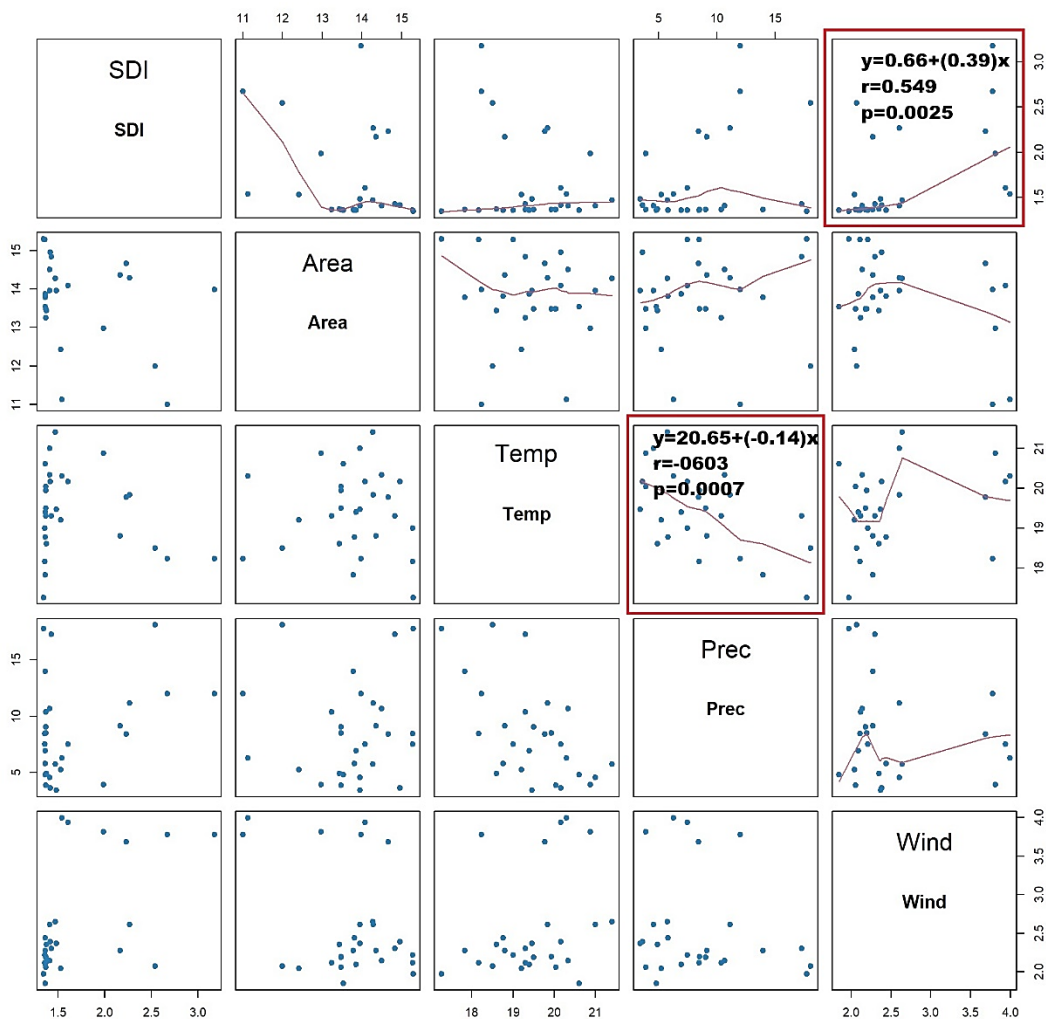 11 12 13 14 15
5 10 15
SDI
SDI
y=0.66+(0.39)x
r=0.549
p=0.0025
1.5 2.0 2.5 3.0
11 12 13 14 15
Area
Area
Temp
Temp
y=20.65+(-0.14)x
r=-0603
p=0.0007
18 19 20 21
5 10 15
Prec
Prec
Wind
Wind
2.0 2.5 3.0 3.5 4.0
1.5 2.0 2.5 3.0
18 19 20 21
2.0 2.5 3.0 3.5 4.0